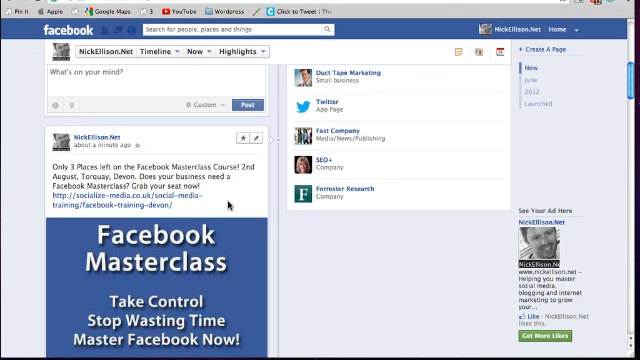 Pin It
Apple
Google Maps
3
YouTube
Wordpress
Click to Tweet | The
facebook
Search for people, places and things
NickEllison.Net
Home
NickEllison.Net
Timeline
Now
Highlights
What's on your mind?
Custom
Post
NickEllison.Net
about a minute ago
Only 3 Places left on the Facebook Masterclass Course! 2nd
August, Torquay, Devon. Does your business need a
Facebook Masterclass? Grab your seat now!
http://socialize-media.co.uk/social-media-
training/facebook-training-devon/
Facebook
Masterclass
Take Control
Stop Wasting Time
Master Facebook Now!
Duct Tape Marketing
Small business
Twitter
App Page
Fast Company
Media/News/Publishing
SEO+
Company
Forrester Research
Company
+ Create A Page
Now
June
2012
Launched
See Your Ad Here
NickEllison.Net
NickEllison.Ne
www.nickellison.net -
Helping you master
social media,
blogging and internet
marketing to grow
your...
Like · NickEllison.Net
likes this.
Get More Likes